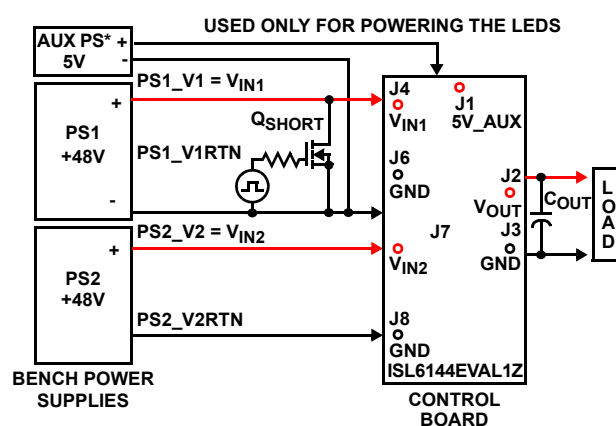 USED ONLY FOR POWERING THE LEDS
AUX PS* +
5V -
PS1_V1 = VIN1
+
PS1
+48V
-
QSHORT
PS1_V1RTN
PS2_V2 = VIN2
+
PS2
+48V
PS2_V2RTN
BENCH POWER
SUPPLIES
J4
VIN1
J1
5V_AUX
J6
GND
J2
VOUT
J7
J3
GND
VIN2
J8
GND
ISL6144EVAL1Z
CONTROL
BOARD
COUT
LOAD